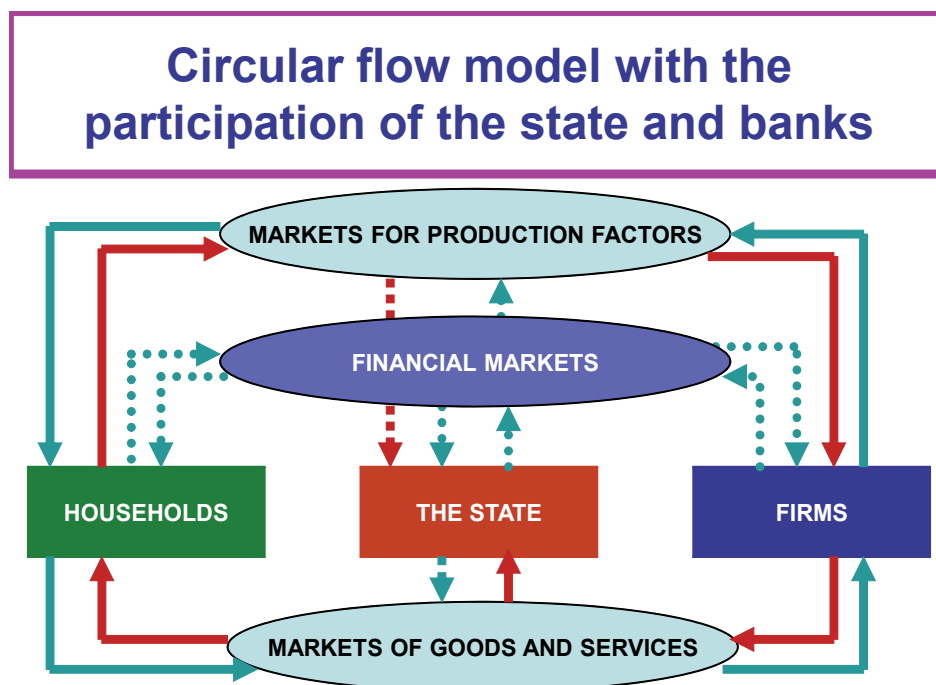 Circular flow model with the
participation of the state and banks
MARKETS FOR PRODUCTION FACTORS
FINANCIAL MARKETS
HOUSEHOLDS
THE STATE
FIRMS
MARKETS OF GOODS AND SERVICES